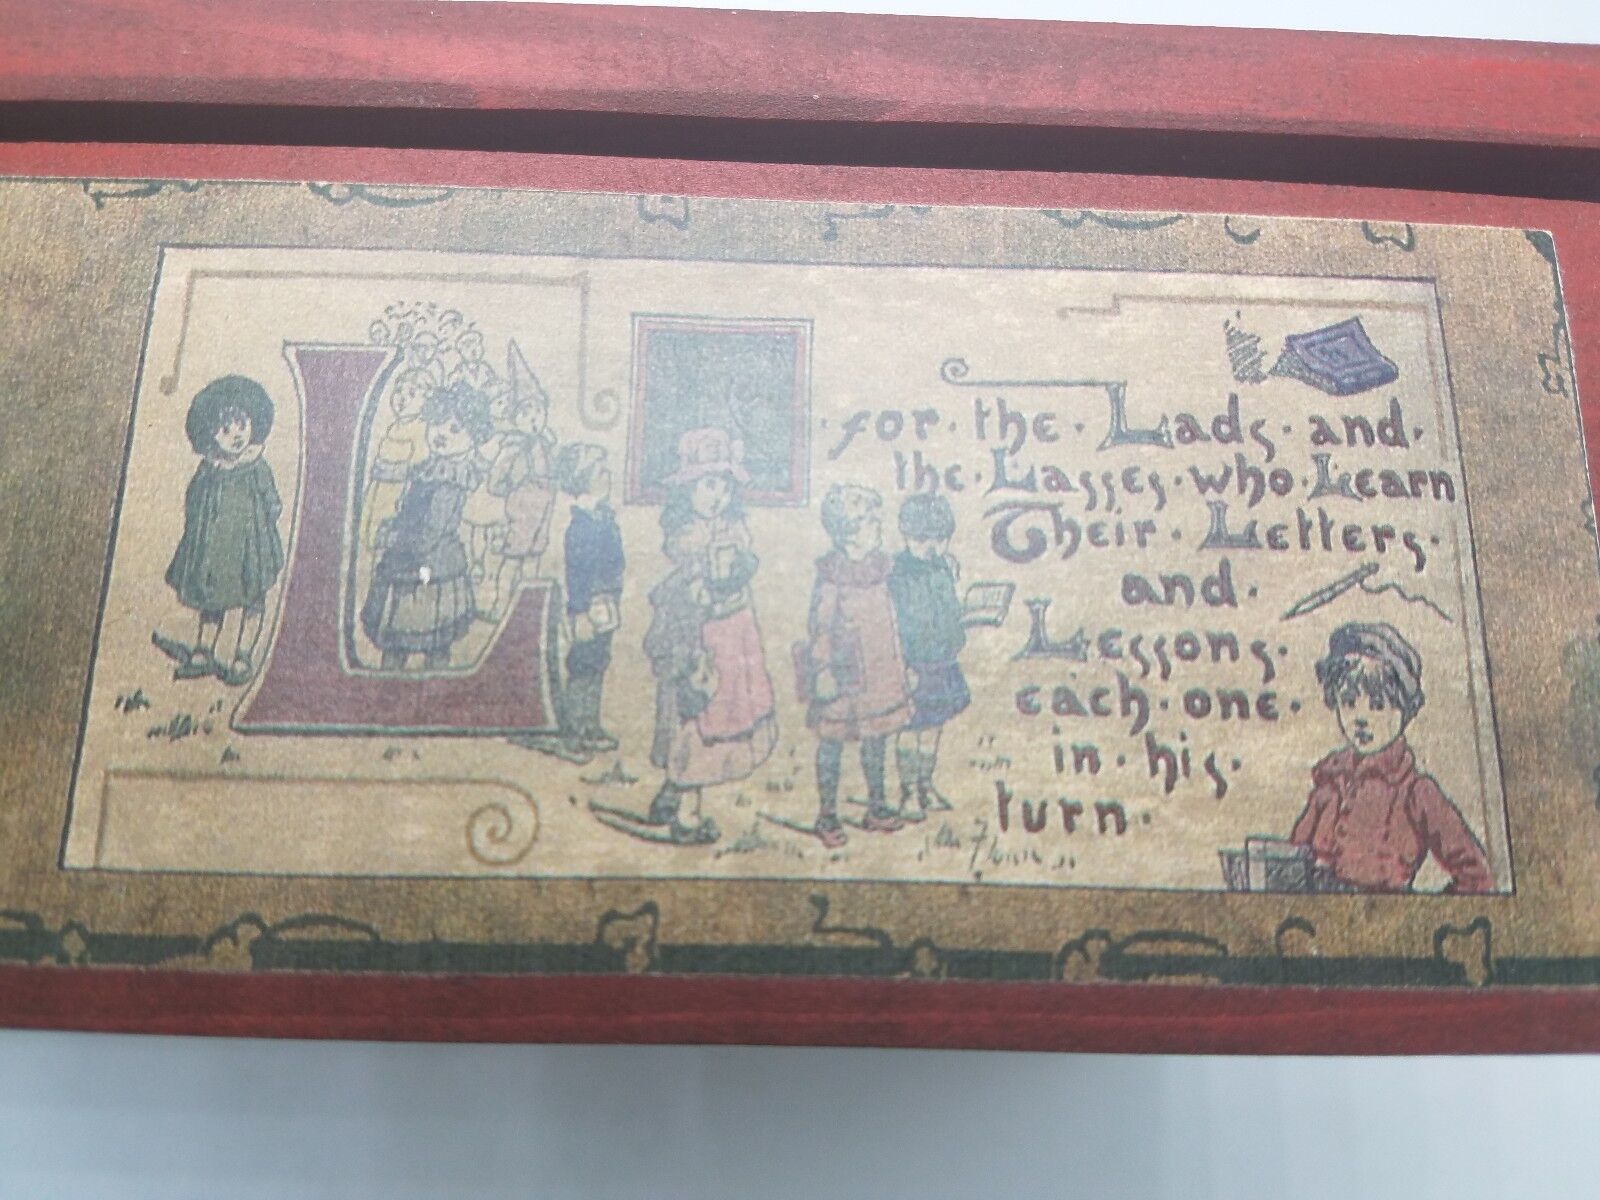 L
for · the · Lads · and ·
the · Lasses · who · Learn
Their · Letters ·
and ·
Lessons ·
each · one ·
in · his ·
turn ·